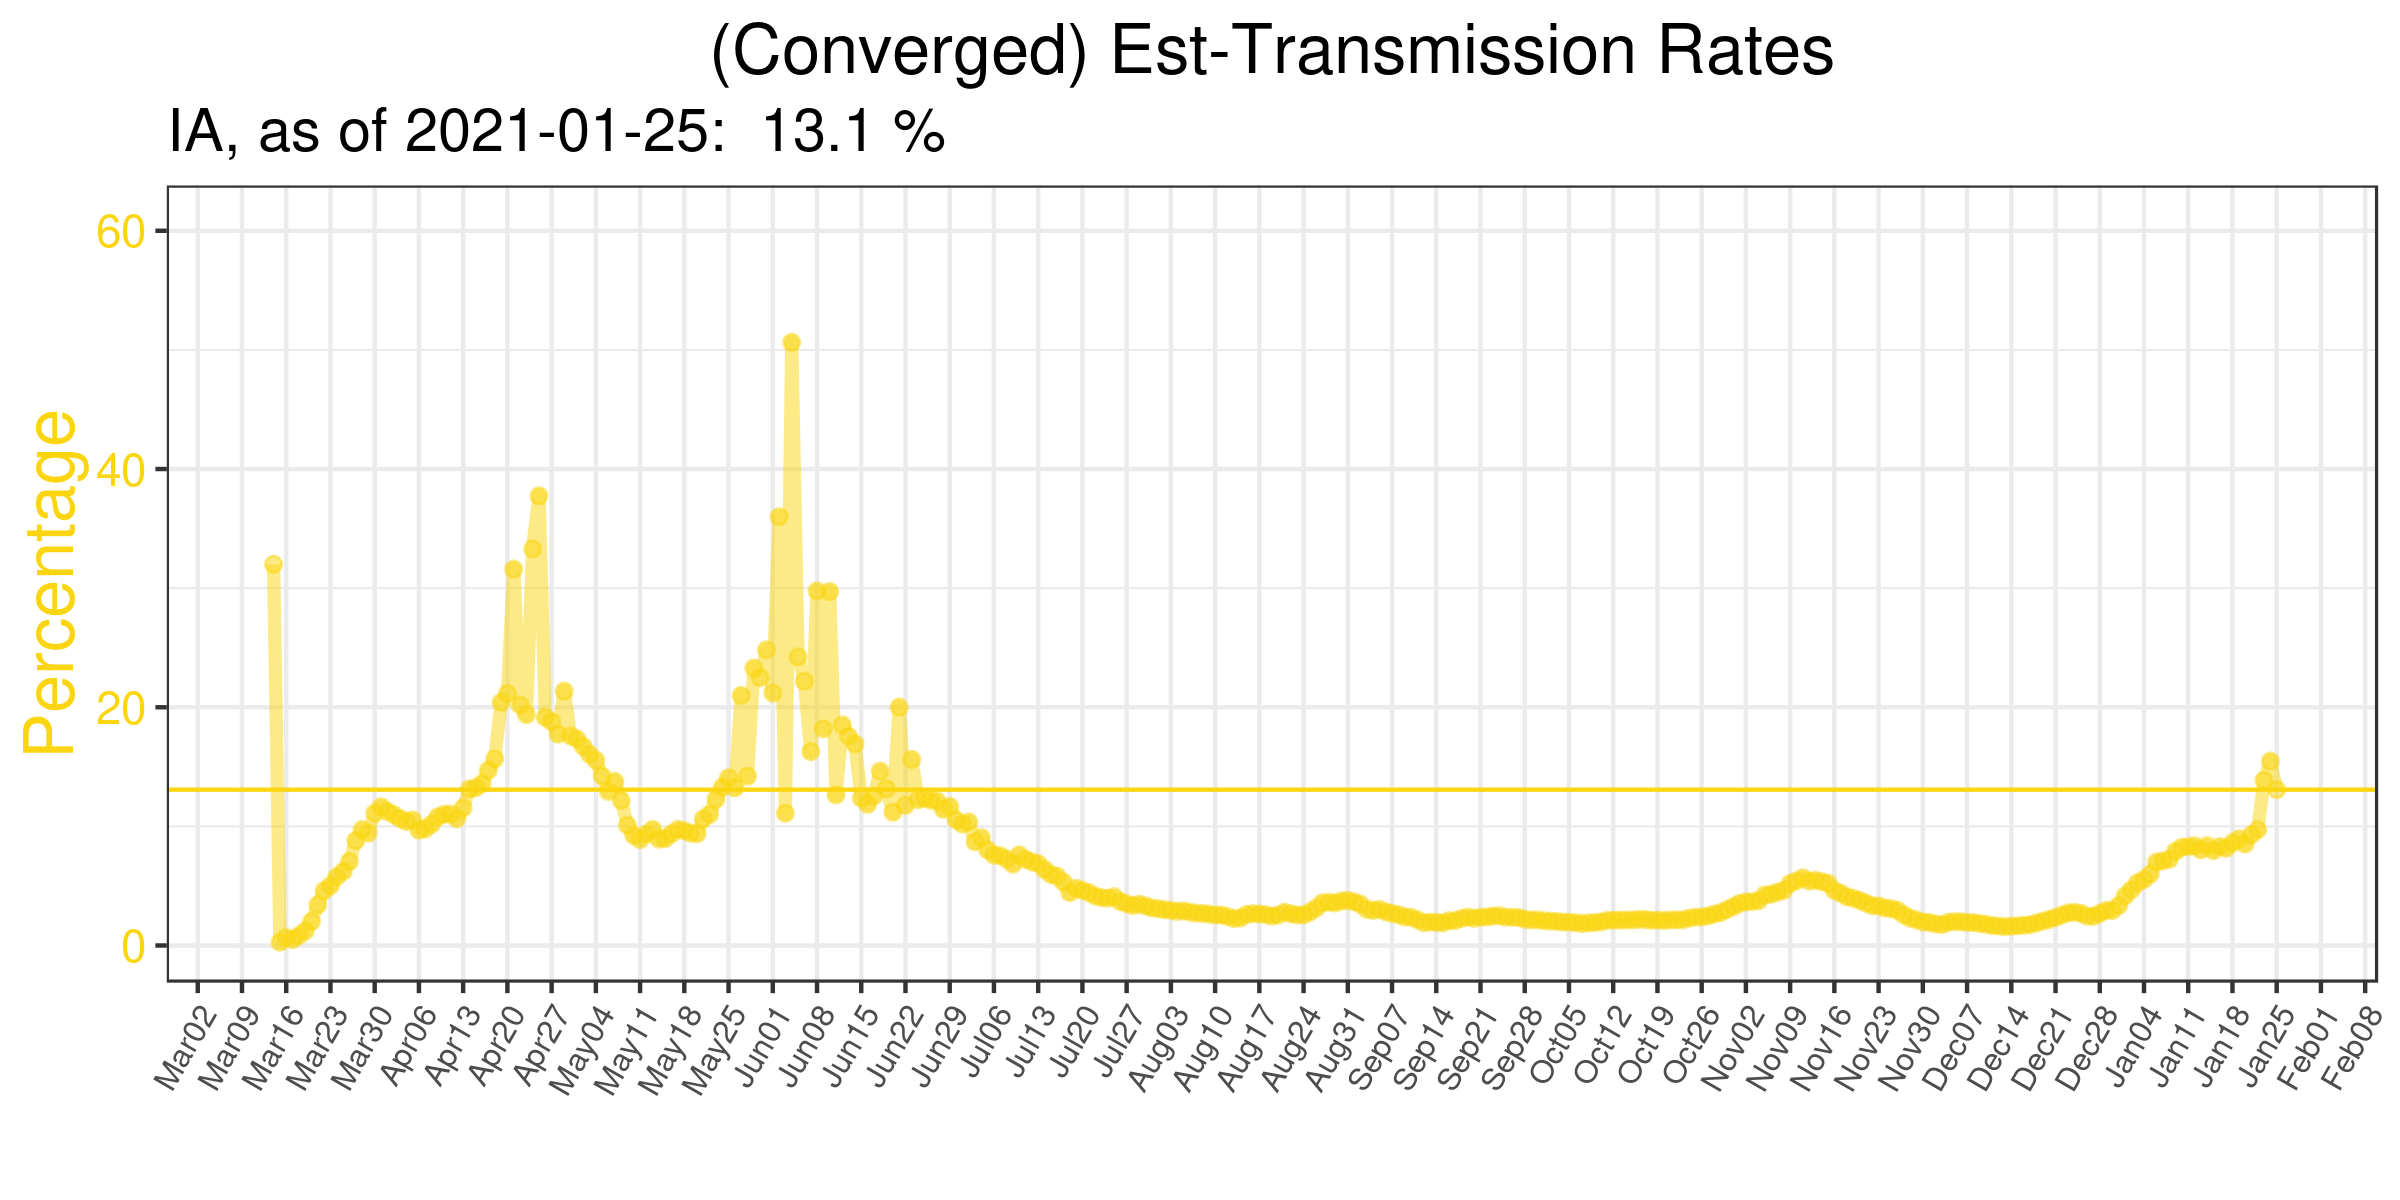 (Converged) Est-Transmission Rates
IA, as of 2021-01-25:  13.1 %
Percentage
60
40
20
0
Mar02
Mar09
Mar16
Mar23
Mar30
Apr06
Apr13
Apr20
Apr27
May04
May11
May18
May25
Jun01
Jun08
Jun15
Jun22
Jun29
Jul06
Jul13
Jul20
Jul27
Aug03
Aug10
Aug17
Aug24
Aug31
Sep07
Sep14
Sep21
Sep28
Oct05
Oct12
Oct19
Oct26
Nov02
Nov09
Nov16
Nov23
Nov30
Dec07
Dec14
Dec21
Dec28
Jan04
Jan11
Jan18
Jan25
Feb01
Feb08